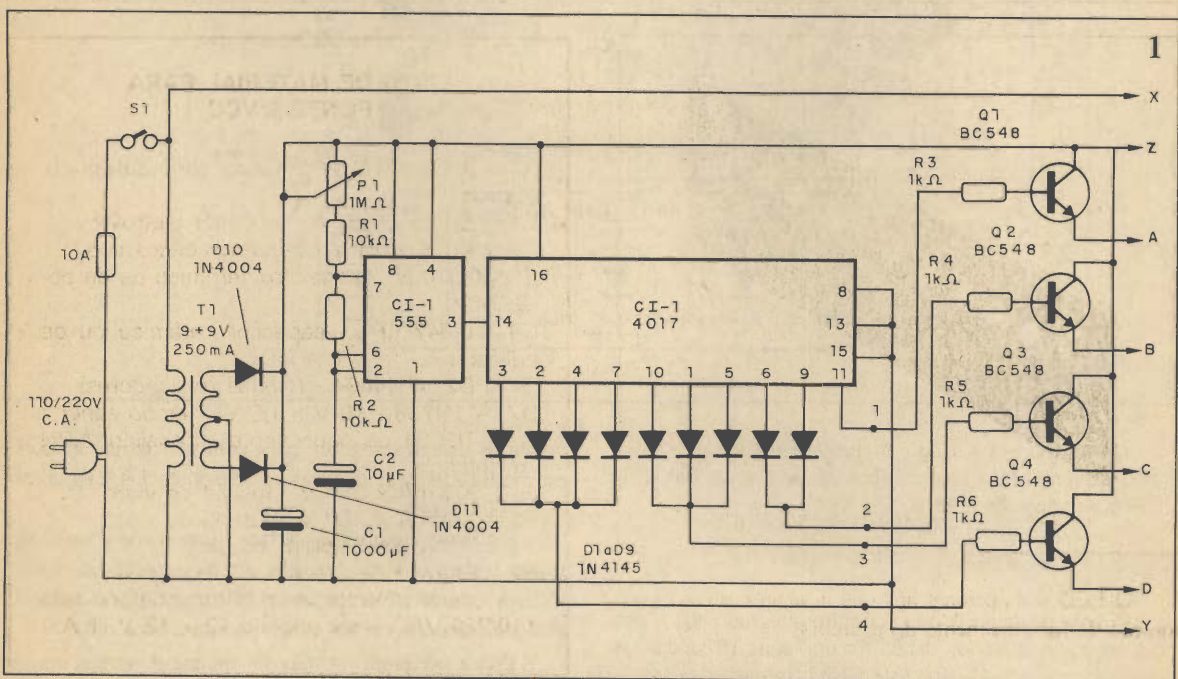 1
S1
10A
110/220V
C.A.
D10
1N4004
T1
9+9V
250mA
P1
1MΩ
R1
10kΩ
R2
10kΩ
C2
10µF
D11
1N4004
C1
1000µF
8
4
7
6
2
1
3
CI-1
555
16
14
CI-1
4017
8
13
15
11
3
2
4
7
10
1
5
6
9
D1aD9
1N4145
1
2
3
4
Q1
BC548
R3
1kΩ
Q2
BC548
R4
1kΩ
Q3
BC548
R5
1kΩ
Q4
BC548
R6
1kΩ
X
Z
A
B
C
D
Y